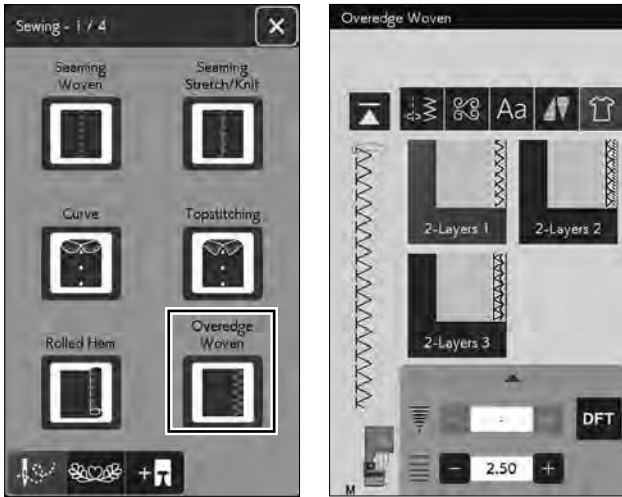 Sewing - 1 / 4
Seaming
Woven
Seaming
Stretch/Knit
Curve
Topstitching
Rolled Hem
Overedge
Woven
Overedge Woven
Aa
2-Layers 1
2-Layers 2
2-Layers 3
-
DFT
2.50
M